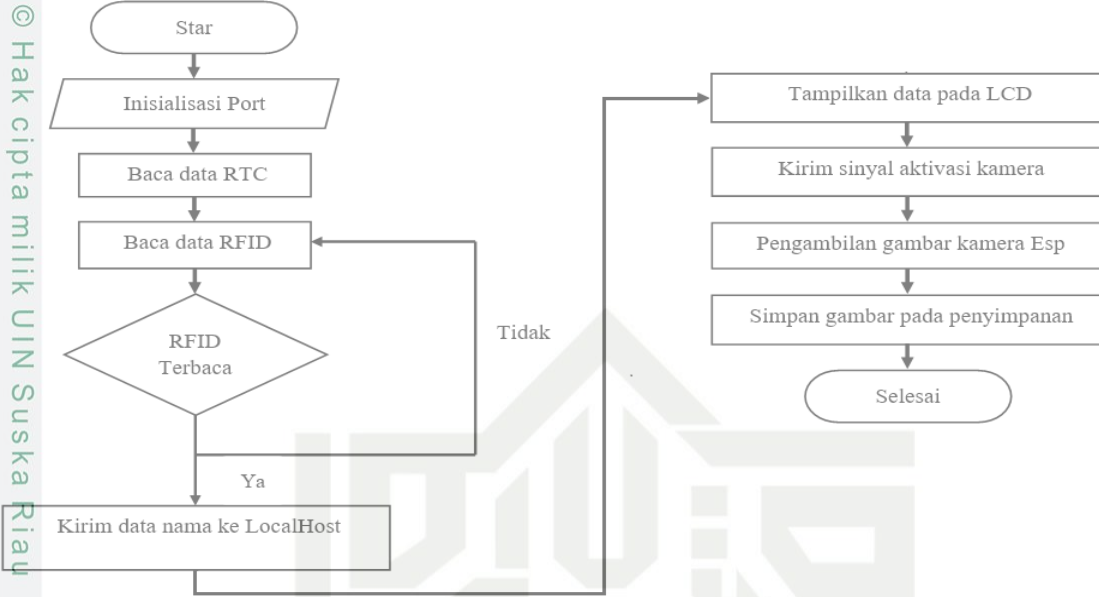 © Hak cipta milik UIN Suska Riau
Star
Inisialisasi Port
Baca data RTC
Baca data RFID
RFID
Terbaca
Tidak
Ya
Kirim data nama ke LocalHost
Tampilkan data pada LCD
Kirim sinyal aktivasi kamera
Pengambilan gambar kamera Esp
Simpan gambar pada penyimpanan
Selesai